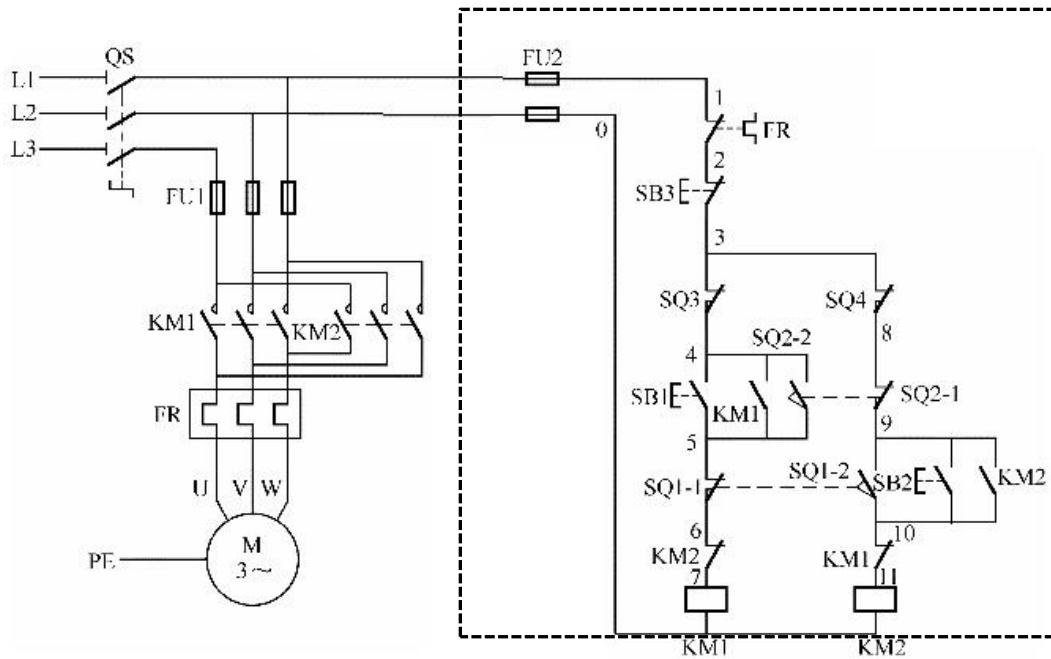 QS
FU2
L1
L2
L3
0
1
FR
2
SB3
3
FU1
SQ3
SQ4
KM1
KM2
8
SQ2-2
4
SB1
KM1
SQ2-1
9
FR
5
SQ1-2
SQ1-1
SB2
KM2
U
V
W
6
10
M
3～
PE
KM2
KM1
7
11
KM1
KM2